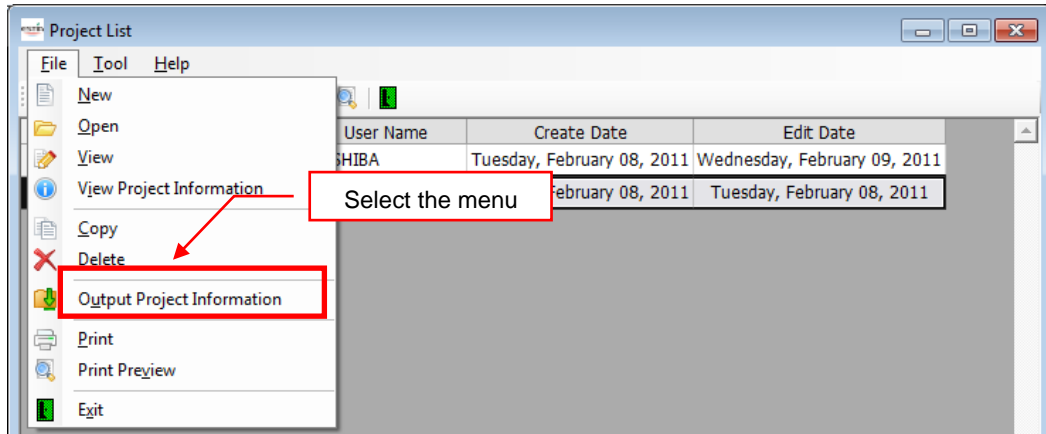 Project List
File Tool Help
New
Open
View
View Project Information
Copy
Delete
Output Project Information
Print
Print Preview
Exit
User Name Create Date Edit Date
SHIBA Tuesday, February 08, 2011 Wednesday, February 09, 2011
February 08, 2011 Tuesday, February 08, 2011
Select the menu